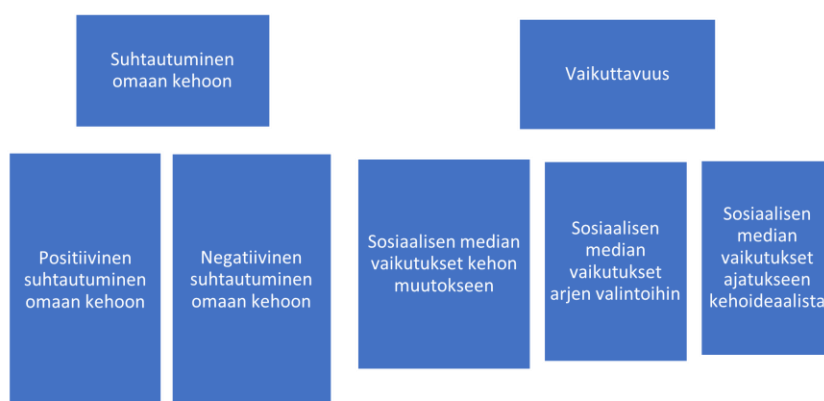 Suhtautuminen
omaan kehoon
Vaikuttavuus
Positiivinen
suhtautuminen
omaan kehoon
Negatiivinen
suhtautuminen
omaan kehoon
Sosiaalisen median
vaikutukset kehon
muutokseen
Sosiaalisen
median
vaikutukset
arjen valintoihin
Sosiaalisen
median
vaikutukset
ajatukseen
kehoideaalista